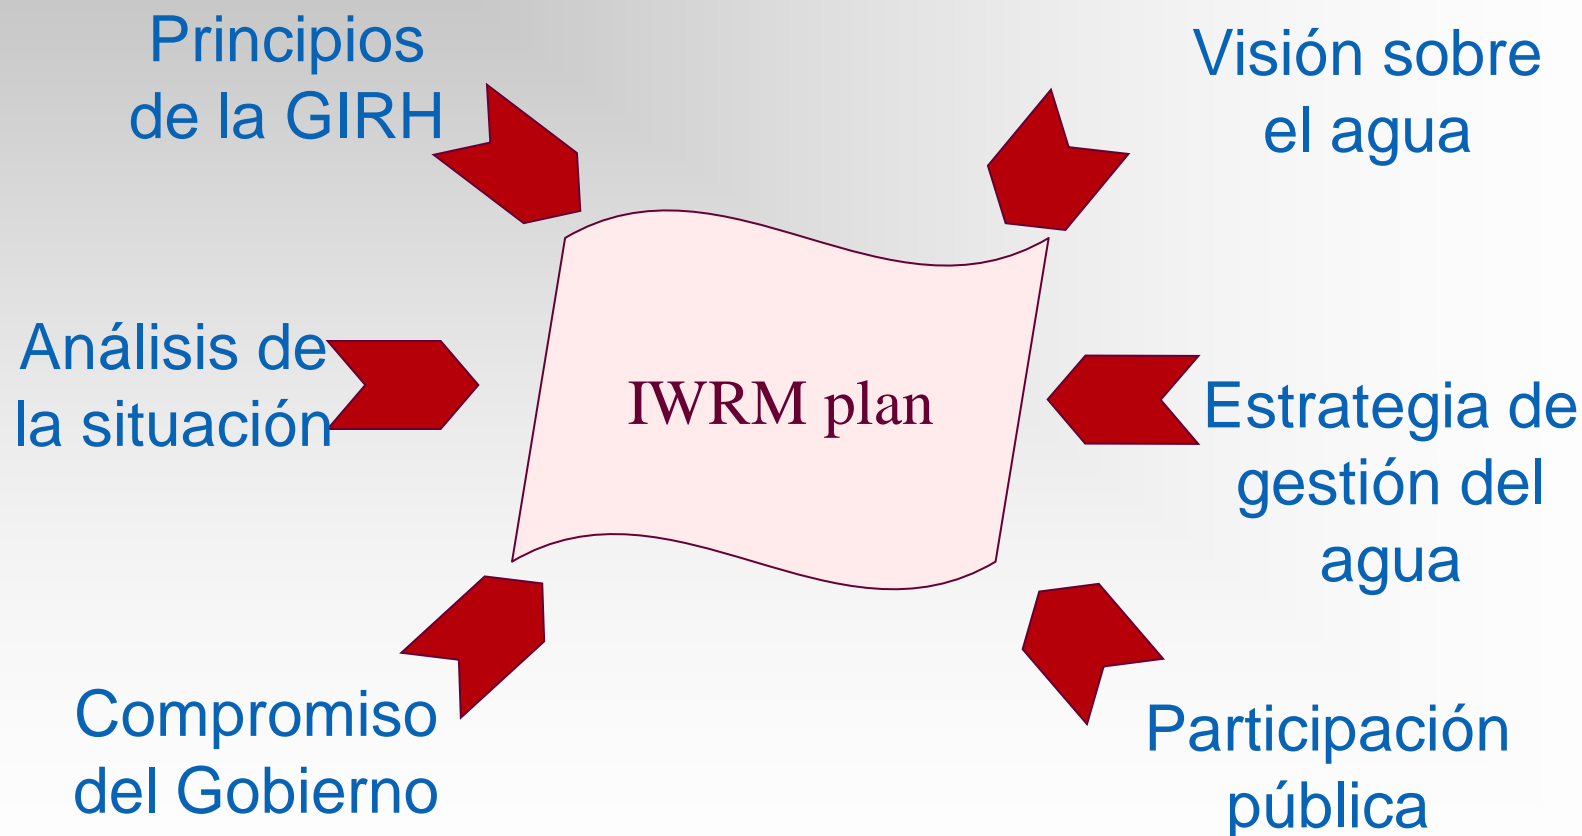 Principios
de la GIRH
Visión sobre
el agua
Análisis de
la situación
IWRM plan
Estrategia de
gestión del
agua
Compromiso
del Gobierno
Participación
pública